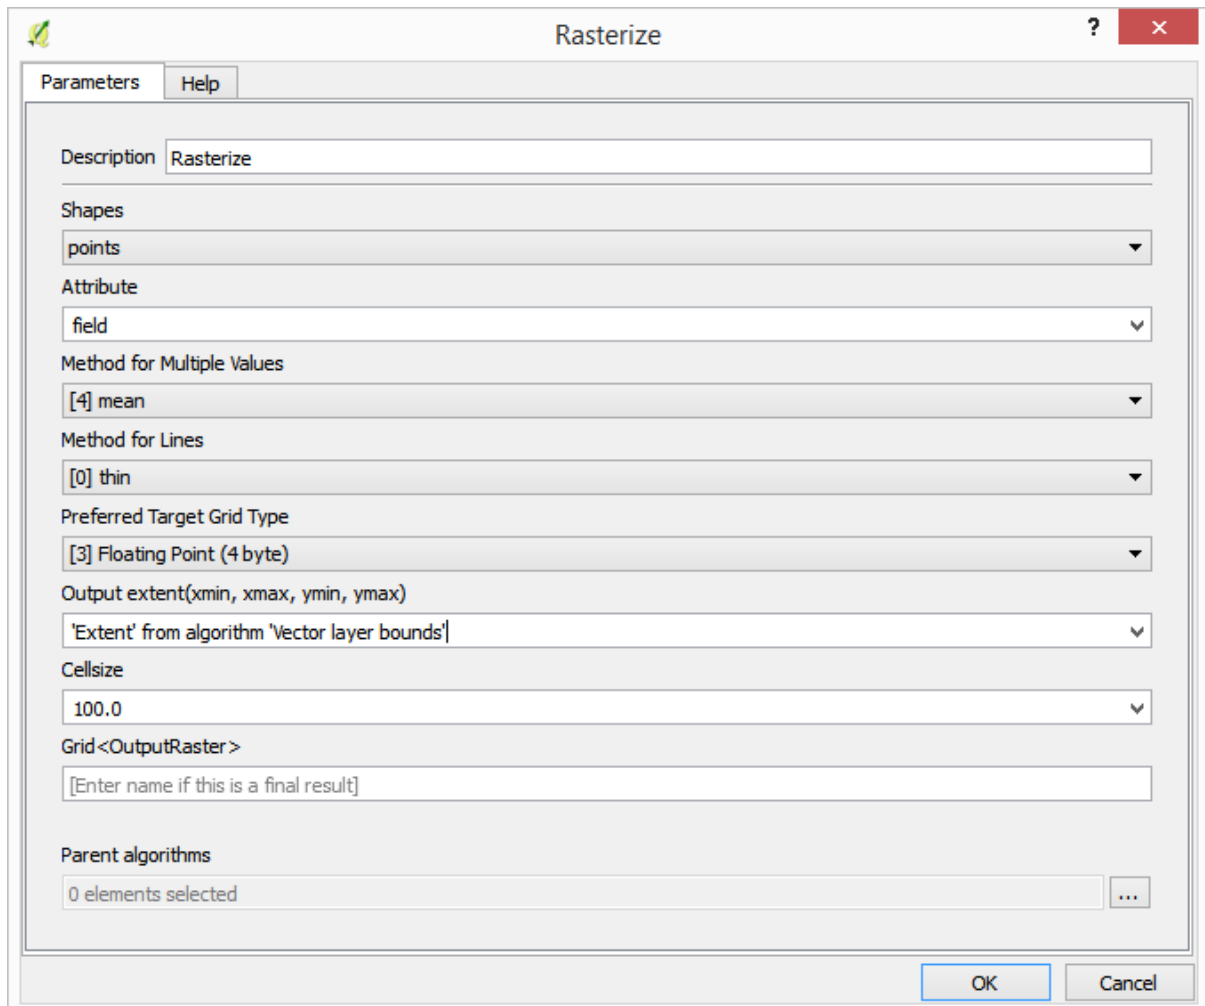 Rasterize
?
Parameters
Help
Description
Rasterize
Shapes
points
Attribute
field
Method for Multiple Values
[4] mean
Method for Lines
[0] thin
Preferred Target Grid Type
[3] Floating Point (4 byte)
Output extent(xmin, xmax, ymin, ymax)
'Extent' from algorithm 'Vector layer bounds'
Cellsize
100.0
Grid<OutputRaster>
[Enter name if this is a final result]
Parent algorithms
0 elements selected
...
OK
Cancel